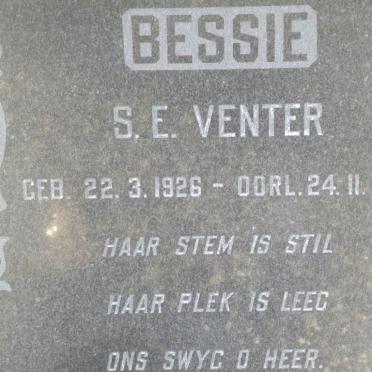 BESSIE
S. E. VENTER
GEB. 22. 3. 1926 - OORL. 24. 11.
HAAR STEM IS STIL
HAAR PLEK IS LEEG
ONS SWYG O HEER.